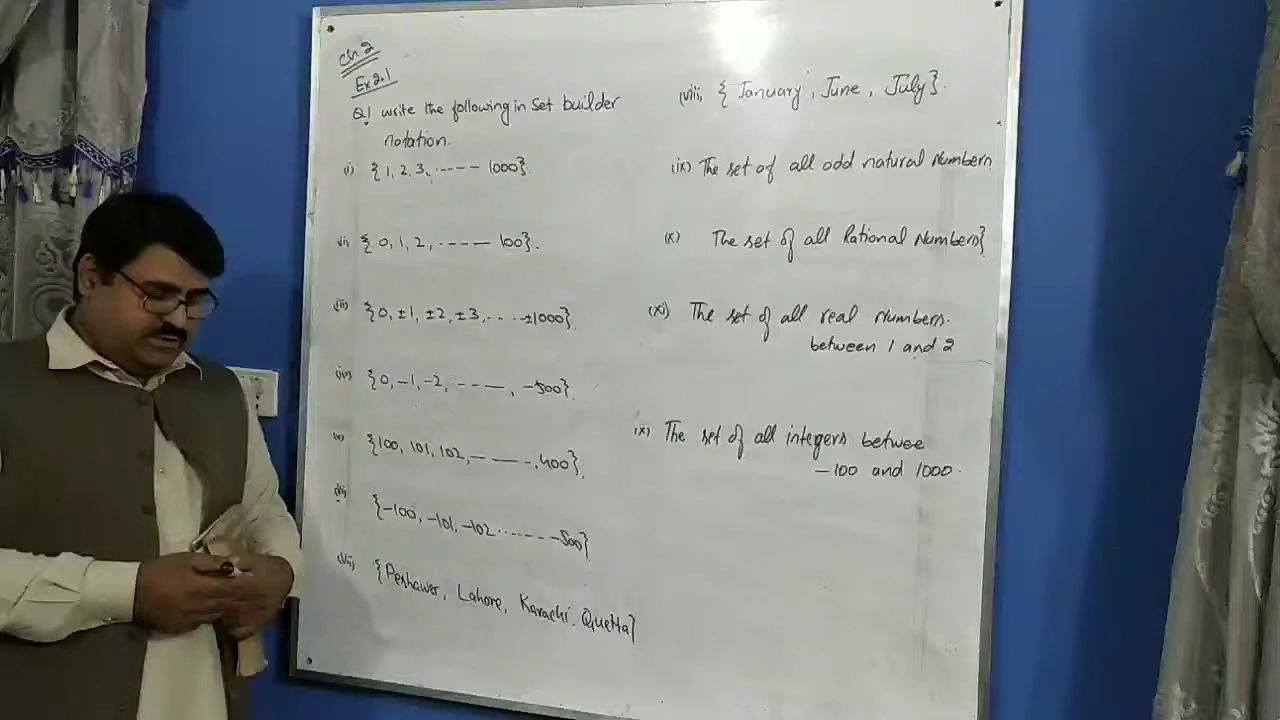 Ch 2
Ex 2.1
Q1 write the following in Set builder
notation.
(i) {1, 2, 3, ------ 1000}.
(ii) {0, 1, 2, ------ 100}.
(iii) {0, ±1, ±2, ±3, .... ±1000}.
(iv) {0, -1, -2, ------, -500}.
(v) {100, 101, 102, ------, 400}.
(vi) {-100, -101, -102 ....... -500}
(vii) {Peshawer, Lahore, Karachi, Quetta}
(viii) { January, June, July}.
(ix) The set of all odd natural Numbers
(x) The set of all Rational Numbers}
(xi) The set of all real Numbers.
between 1 and 2
(x) The set of all integers betwee
-100 and 1000.